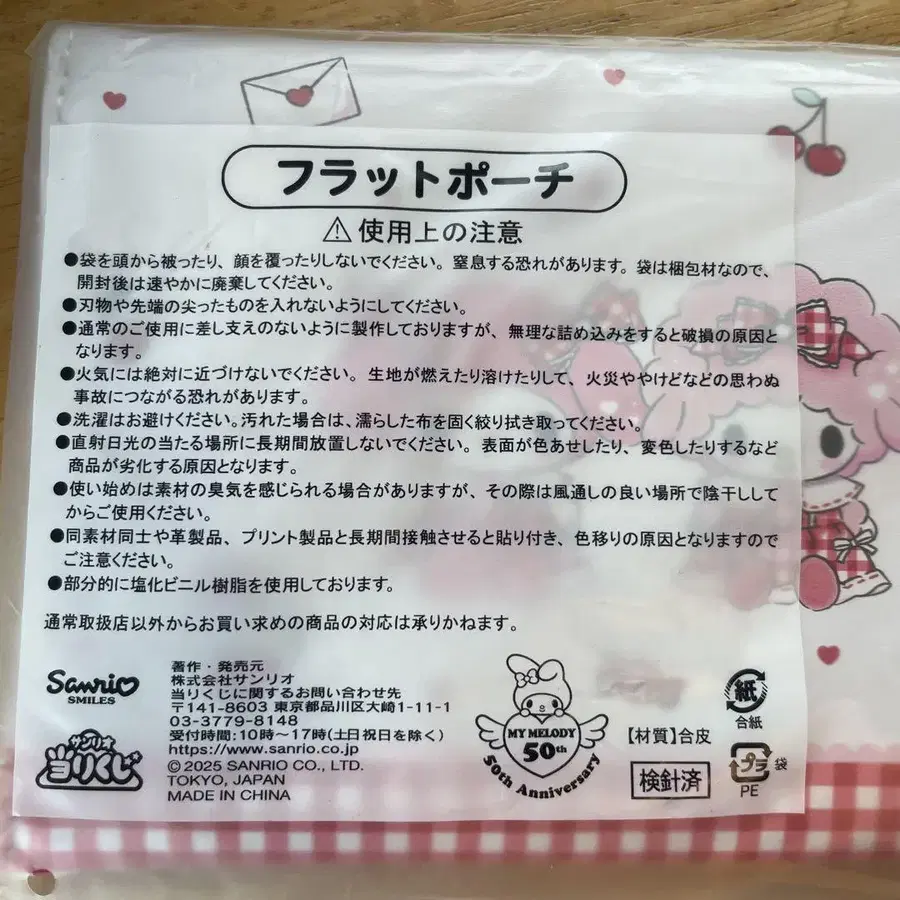 フラットポーチ
⚠使用上の注意
●袋を頭から被ったり、顔を覆ったりしないでください。窒息する恐れがあります。袋は梱包材なので、
開封後は速やかに廃棄してください。
●刃物や先端の尖ったものを入れないようにしてください。
●通常のご使用に差し支えのないように製作しておりますが、無理な詰め込みをすると破損の原因と
なります。
●火気には絶対に近づけないでください。生地が燃えたり溶けたりして、火災ややけどなどの思わぬ
事故につながる恐れがあります。
●洗濯はお避けください。汚れた場合は、濡らした布を固く絞り拭き取ってください。
●直射日光の当たる場所に長期間放置しないでください。表面が色あせしたり、変色したりするなど
商品が劣化する原因となります。
●使い始めは素材の臭気を感じられる場合がありますが、その際は風通しの良い場所で陰干しして
からご使用ください。
●同素材同士や革製品、プリント製品と長期間接触させると貼り付き、色移りの原因となりますので
ご注意ください。
●部分的に塩化ビニル樹脂を使用しております。
通常取扱店以外からお買い求めの商品の対応は承りかねます。
Sanrio
SMILES
サンリオ
当りくじ
著作・発売元
株式会社サンリオ
当りくじに関するお問い合わせ先
〒141-8603 東京都品川区大崎1-11-1
03-3779-8148
受付時間:10時〜17時(土日祝日を除く)
https://www.sanrio.co.jp
© 2025 SANRIO CO., LTD.
TOKYO, JAPAN
MADE IN CHINA
MY MELODY
50th
50th Anniversary
【材質】合皮
検針済
紙
台紙
プラ
袋
PE